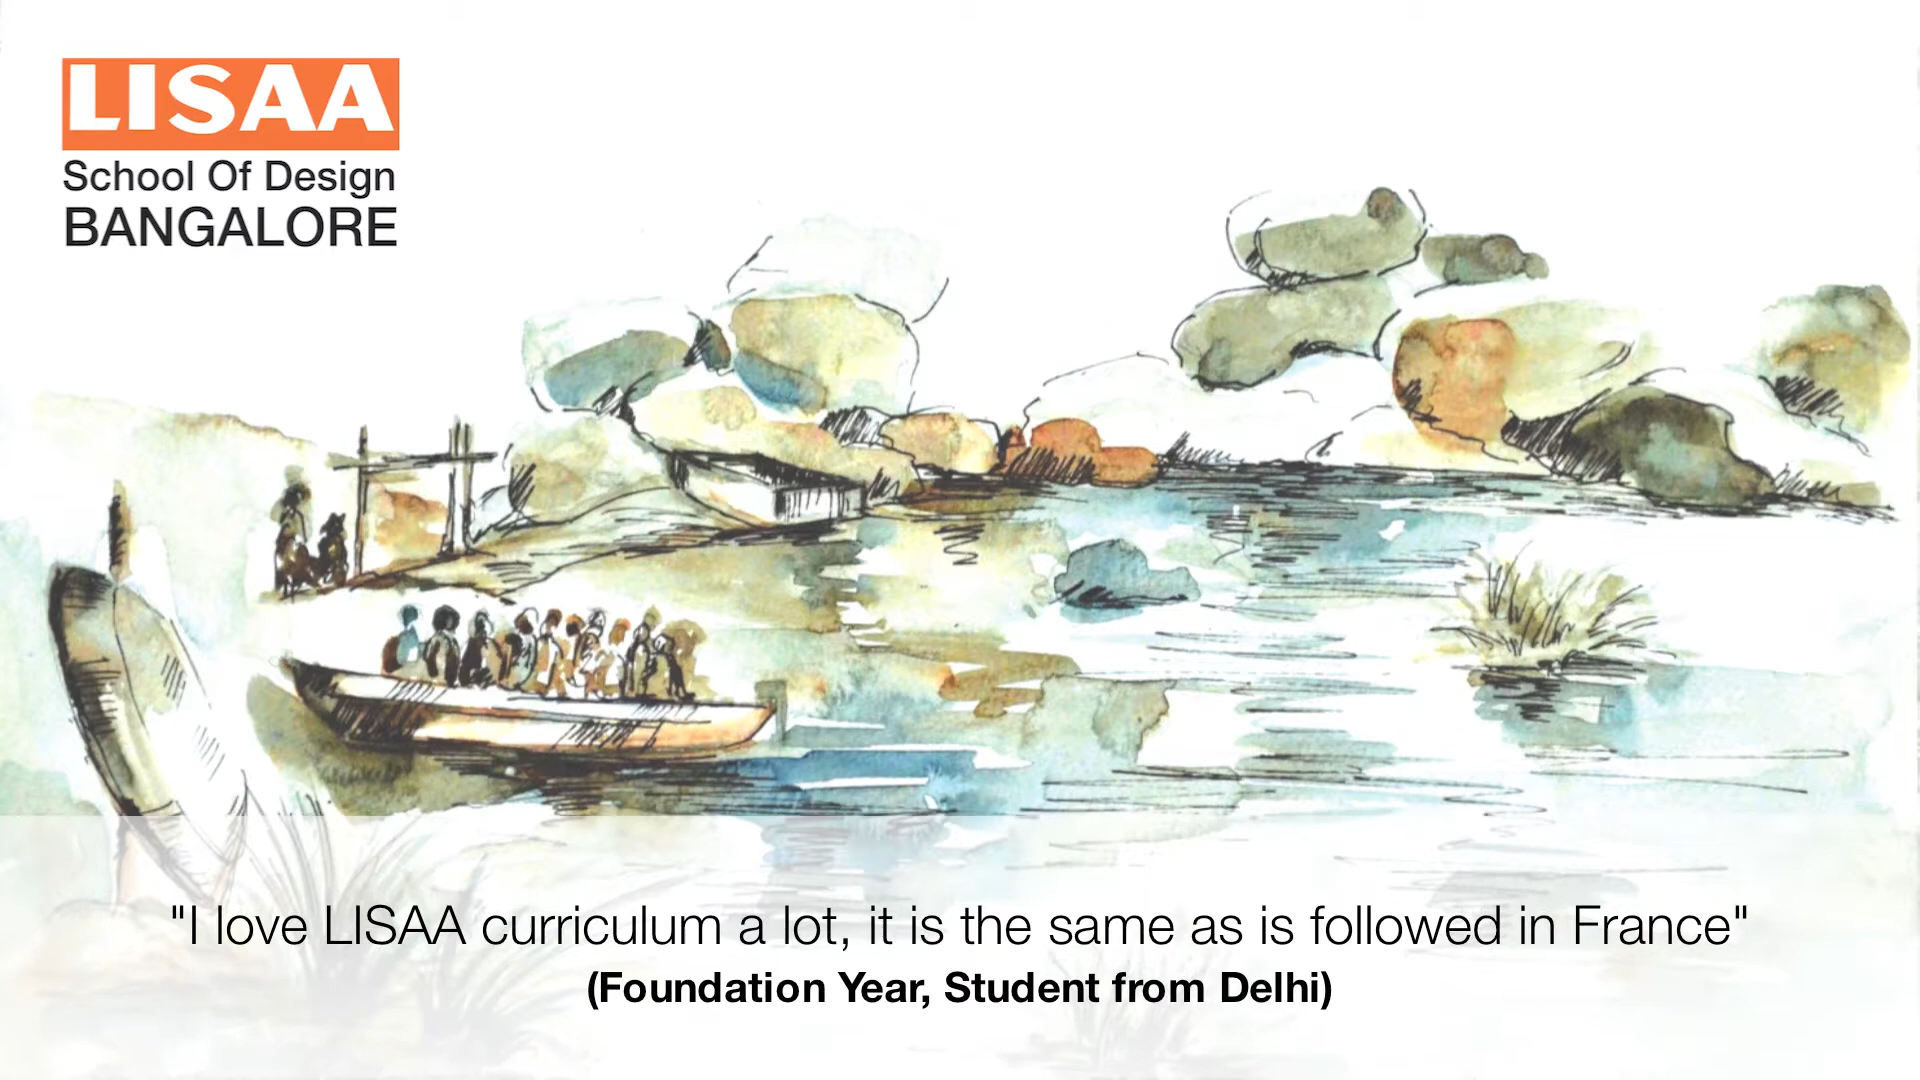 LISAA
School Of Design
BANGALORE
"I love LISAA curriculum a lot, it is the same as is followed in France"
(Foundation Year, Student from Delhi)